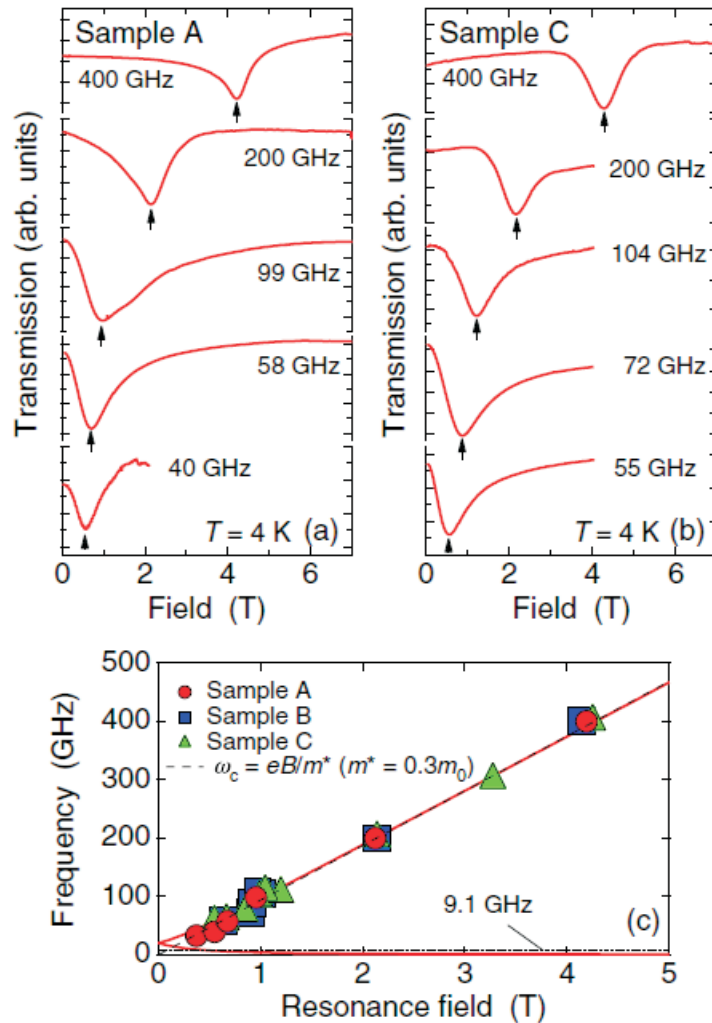 Sample A
400 GHz
200 GHz
99 GHz
58 GHz
40 GHz
T = 4 K (a)
Transmission (arb. units)
0 2 4 6
Field (T)
Sample C
400 GHz
200 GHz
104 GHz
72 GHz
55 GHz
T = 4 K (b)
Transmission (arb. units)
0 2 4 6
Field (T)
500
400
300
200
100
0
Frequency (GHz)
Sample A
Sample B
Sample C
ω_c = eB/m* (m* = 0.3m_0)
9.1 GHz
(c)
0 1 2 3 4 5
Resonance field (T)